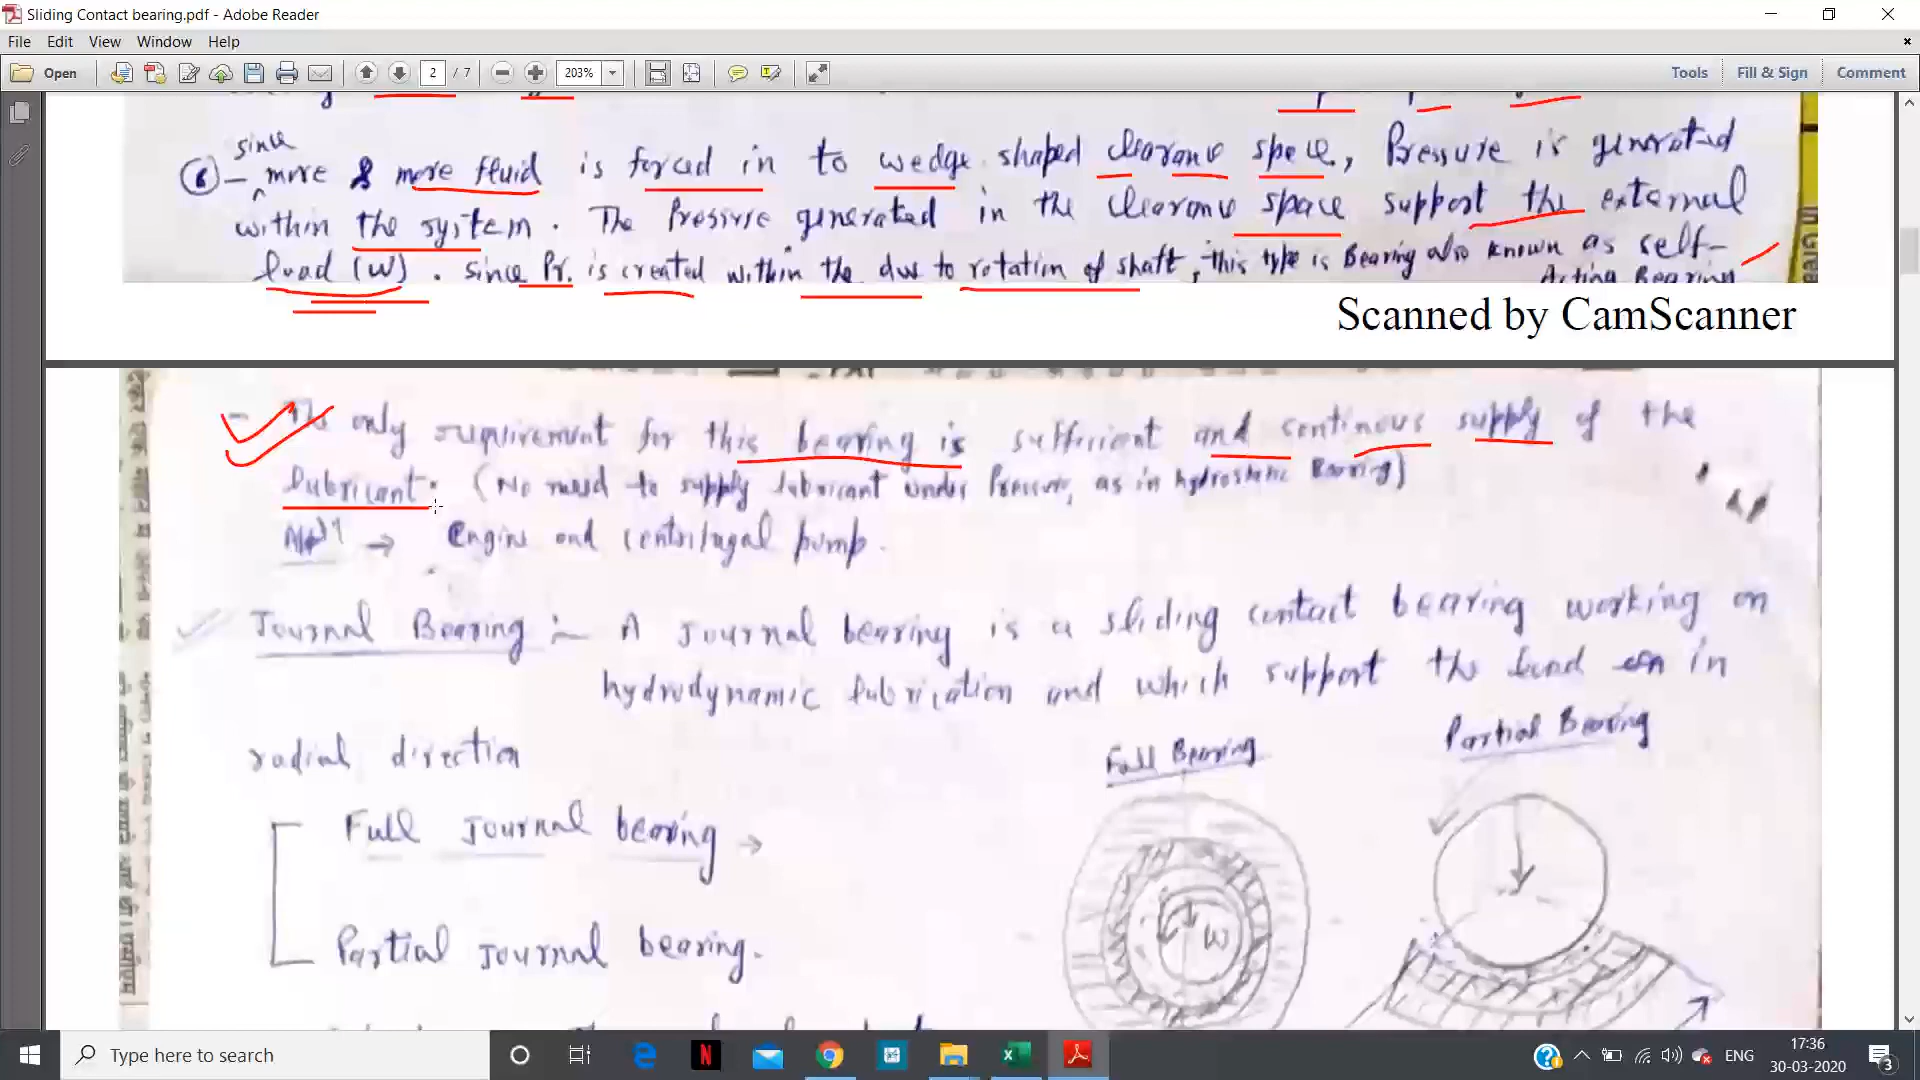 Sliding Contact bearing.pdf - Adobe Reader
File Edit View Window Help
Open 2 / 7 203% Tools Fill & Sign Comment
since
⑥ – more & more fluid is forced in to wedge shaped clearance space, Pressure is generated
within the system. The Pressure generated in the clearance space support the external
load (W). Since Pr. is created within the due to rotation of shaft, this type is Bearing also known as self-
Acting Bearing
Scanned by CamScanner
- The only requirement for this bearing is sufficient and continous supply of the
lubricant. (No need to supply lubricant under Pressure, as in hydrostatic Bearing)
→ Engine and centrifugal pump.
Journal Bearing :- A Journal bearing is a sliding contact bearing working on
hydrodynamic lubrication and which support the load in
radial direction
Full Bearing
Partial Bearing
Full Journal bearing →
Partial Journal bearing.
W
Type here to search
ENG
17:36
30-03-2020
3